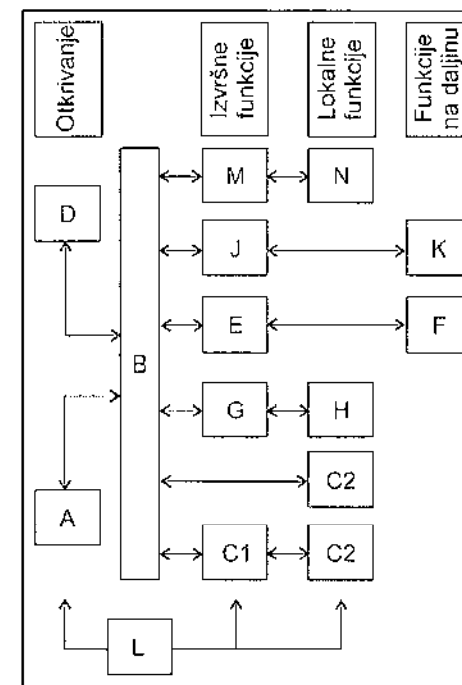 Otkrivanje
Izvršne
funkcije
Lokalne
funkcije
Funkcije
na daljinu
M
N
D
J
K
E
F
B
G
H
C2
A
C1
C2
L